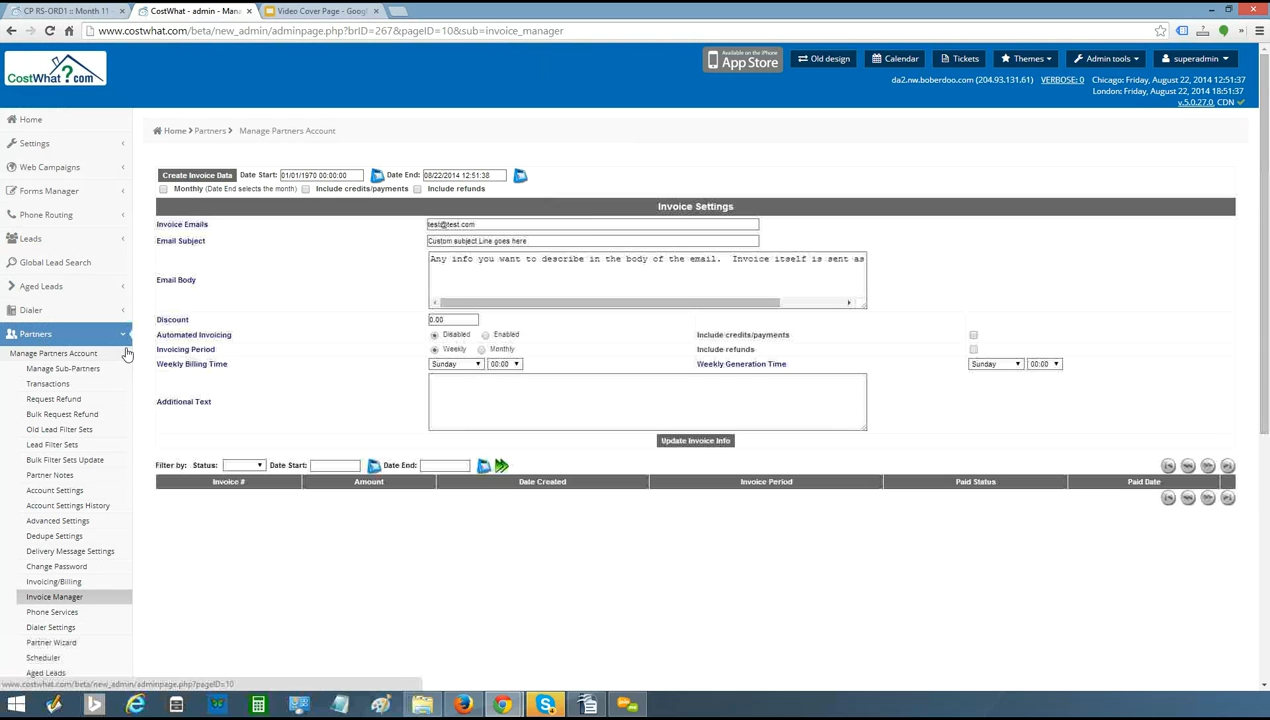 CP RS-ORD1 :: Month 11 - ×
CostWhat - admin - Mana ×
Video Cover Page - Googl ×
www.costwhat.com/beta/new_admin/adminpage.php?brID=267&pageID=10&sub=invoice_manager
CostWhat?.com
Available on the iPhone
App Store
Old design
Calendar
Tickets
Themes
Admin tools
superadmin
da2.nw.boberdoo.com (204.93.131.61) VERBOSE: 0 Chicago: Friday, August 22, 2014 12:51:37
London: Friday, August 22, 2014 18:51:37
v.5.0.27.0, CDN
Home
Settings
Web Campaigns
Forms Manager
Phone Routing
Leads
Global Lead Search
Aged Leads
Dialer
Partners
Manage Partners Account
Manage Sub-Partners
Transactions
Request Refund
Bulk Request Refund
Old Lead Filter Sets
Lead Filter Sets
Bulk Filter Sets Update
Partner Notes
Account Settings
Account Settings History
Advanced Settings
Depupe Settings
Delivery Message Settings
Change Password
Invoicing/Billing
Invoice Manager
Phone Services
Dialer Settings
Partner Wizard
Scheduler
Aged Leads
Home > Partners > Manage Partners Account
Create Invoice Data Date Start: 01/01/1970 00:00:00 Date End: 08/22/2014 12:51:38
Monthly (Date End selects the month) Include credits/payments Include refunds
Invoice Settings
Invoice Emails test@test.com
Email Subject Custom subject Line goes here
Email Body Any info you want to describe in the body of the email. Invoice itself is sent as
Discount 0.00
Automated Invoicing Disabled Enabled Include credits/payments
Invoicing Period Weekly Monthly Include refunds
Weekly Billing Time Sunday 00:00 Weekly Generation Time Sunday 00:00
Additional Text
Update Invoice Info
Filter by: Status: Date Start: Date End:
Invoice # Amount Date Created Invoice Period Paid Status Paid Date
www.costwhat.com/beta/new_admin/adminpage.php?pageID=10